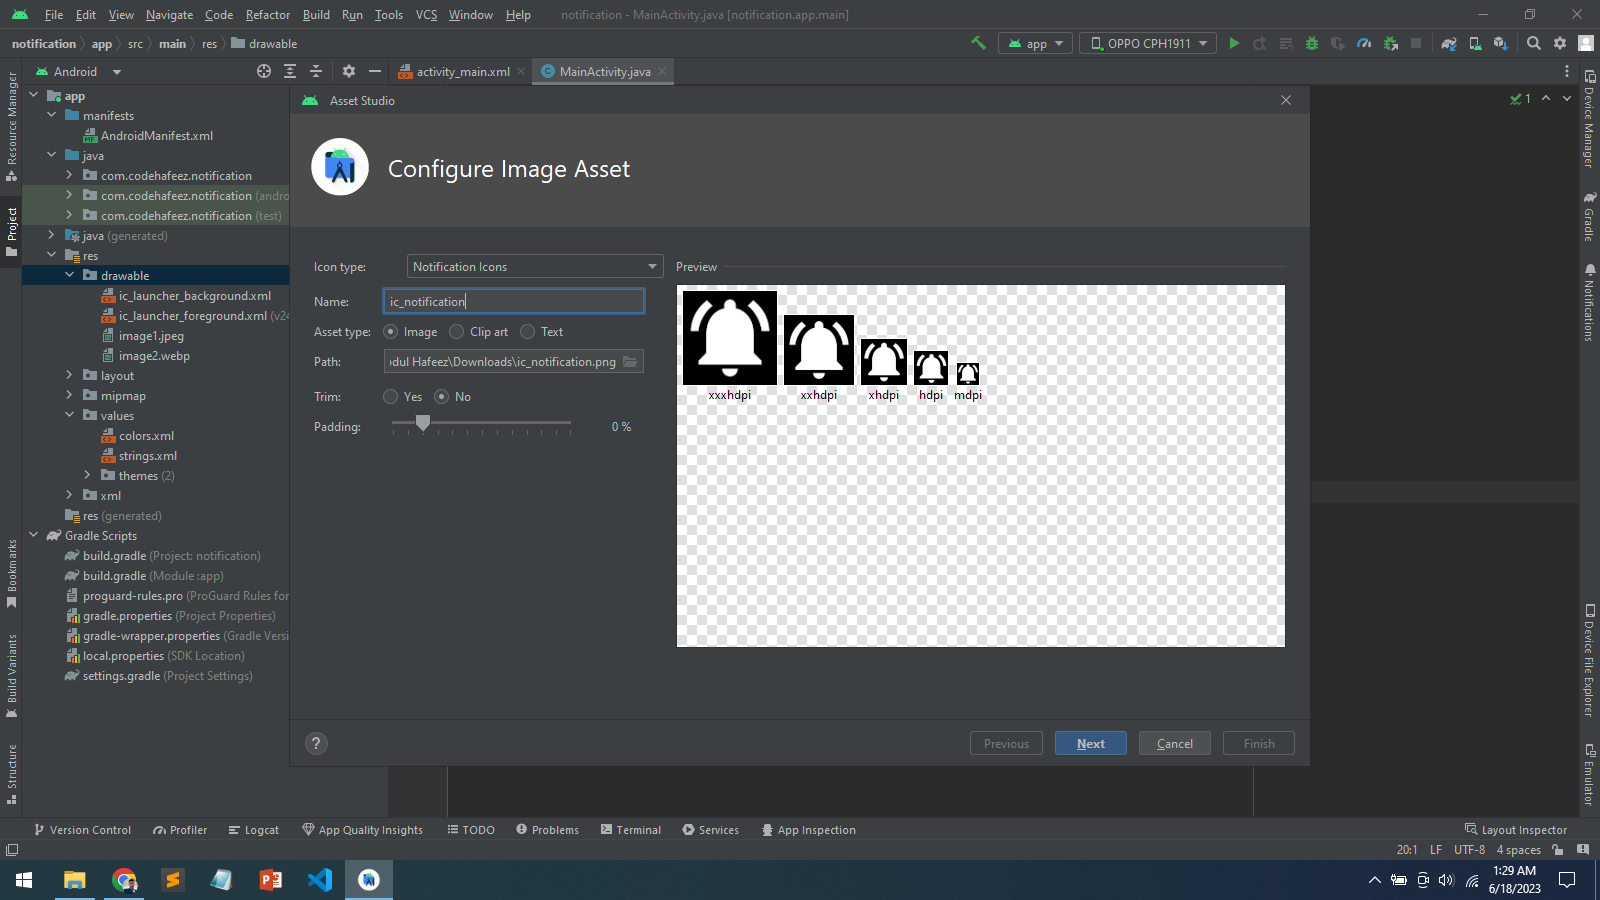 File Edit View Navigate Code Refactor Build Run Tools VCS Window Help notification - MainActivity.java [notification.app.main]
notification app src main res drawable app OPPO CPH1911
Android activity_main.xml MainActivity.java
app
manifests
AndroidManifest.xml
java
com.codehafeez.notification
com.codehafeez.notification (andro
com.codehafeez.notification (test)
java (generated)
res
drawable
ic_launcher_background.xml
ic_launcher_foreground.xml (v24
image1.jpeg
image2.webp
layout
mipmap
values
colors.xml
strings.xml
themes (2)
xml
res (generated)
Gradle Scripts
build.gradle (Project: notification)
build.gradle (Module :app)
proguard-rules.pro (ProGuard Rules for
gradle.properties (Project Properties)
gradle-wrapper.properties (Gradle Versi
local.properties (SDK Location)
settings.gradle (Project Settings)
Resource Manager
Project
Bookmarks
Build Variants
Structure
Asset Studio
Configure Image Asset
Icon type: Notification Icons
Name: ic_notification
Asset type: Image Clip art Text
Path: dul Hafeez\Downloads\ic_notification.png
Trim: Yes No
Padding: 0 %
Preview
xxxhdpi xxhdpi xhdpi hdpi mdpi
? Previous Next Cancel Finish
1
Device Manager
Gradle
Notifications
Device File Explorer
Emulator
Version Control Profiler Logcat App Quality Insights TODO Problems Terminal Services App Inspection Layout Inspector
20:1 LF UTF-8 4 spaces
1:29 AM
6/18/2023